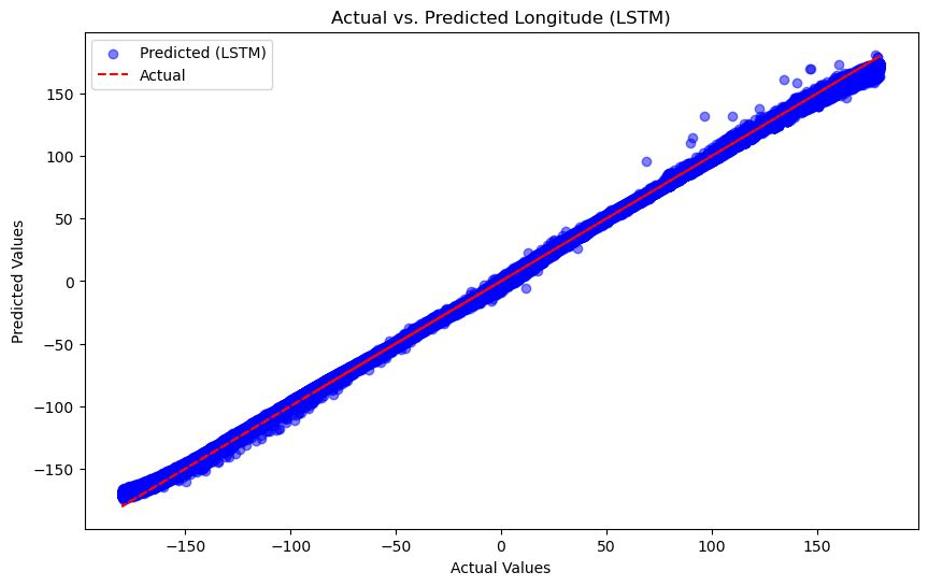 Actual vs. Predicted Longitude (LSTM)
Predicted (LSTM)
Actual
150
100
50
0
−50
−100
−150
Predicted Values
−150 −100 −50 0 50 100 150
Actual Values